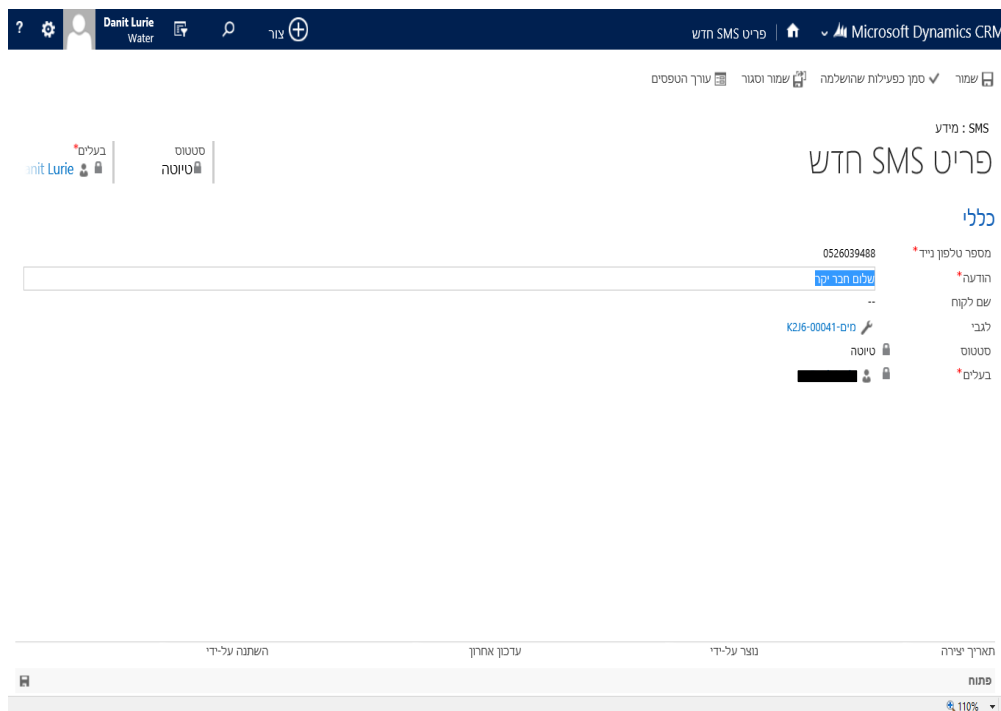 Microsoft Dynamics CRM | פריט SMS חדש צור Danit Lurie ?
Water
שמור סמן כפעילות שהושלמה שמור וסגור עורך הטפסים
SMS : מידע
פריט SMS חדש
סטטוס בעלים*
טיוטה nit Lurie
כללי
מספר טלפון נייד* 0526039488
הודעה* שלום חבר יקר
שם לקוח --
לגבי מים-K2J6-00041
סטטוס טיוטה
בעלים*
תאריך יצירה נוצר על-ידי עדכון אחרון השתנה על-ידי
פתוח
110%